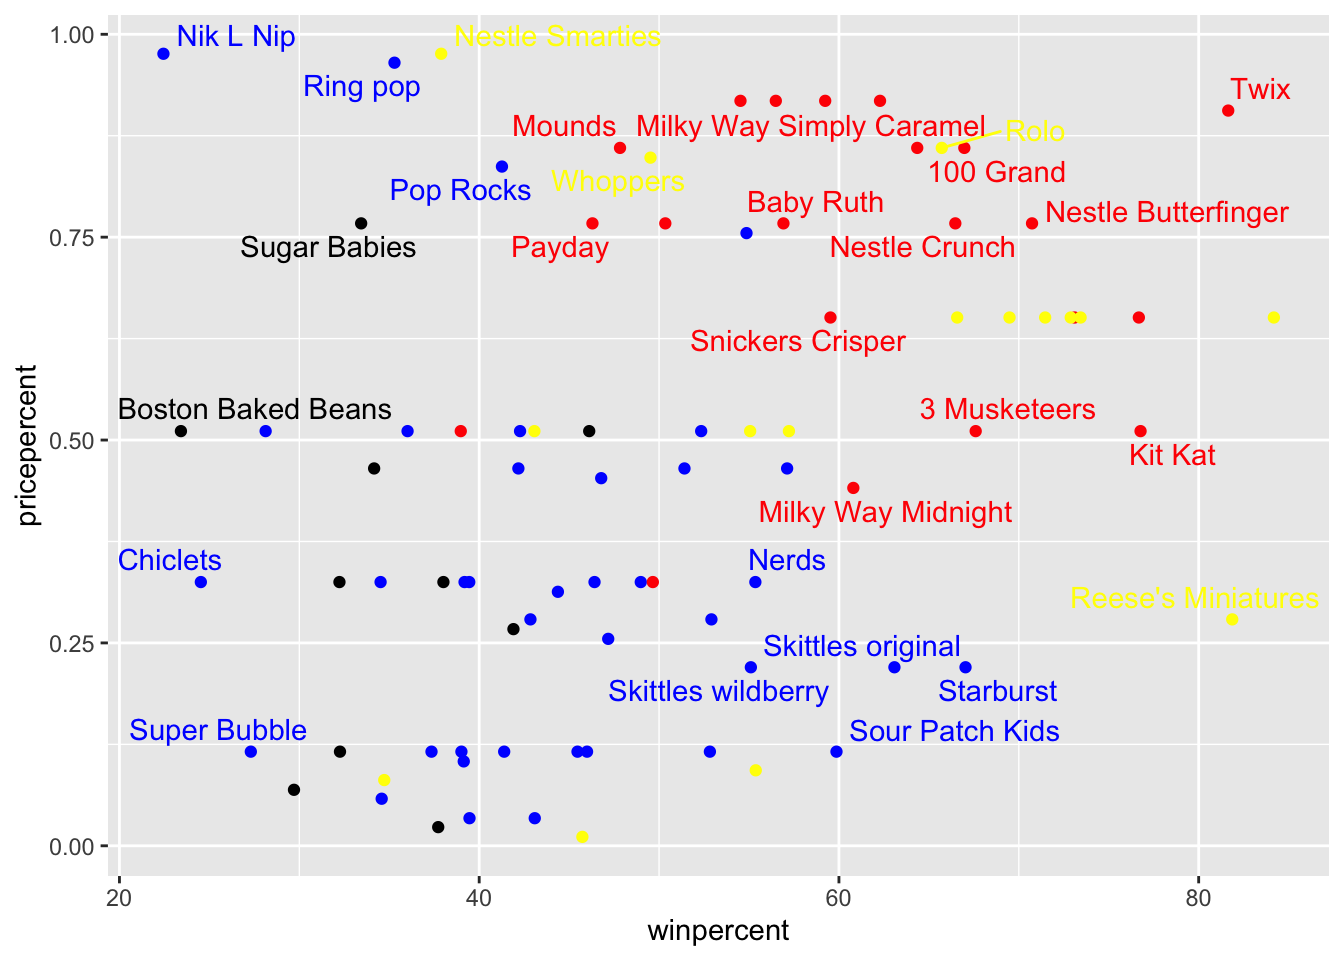 1.00
Nik L Nip
Nestle Smarties
Ring pop
Twix
Mounds
Milky Way Simply Caramel
Rolo
Whoppers
100 Grand
Pop Rocks
Baby Ruth
Nestle Butterfinger
0.75
Sugar Babies
Payday
Nestle Crunch
Snickers Crisper
pricepercent
Boston Baked Beans
3 Musketeers
0.50
Kit Kat
Milky Way Midnight
Chiclets
Nerds
Reese's Miniatures
0.25
Skittles original
Skittles wildberry
Starburst
Super Bubble
Sour Patch Kids
0.00
20
40
60
80
winpercent